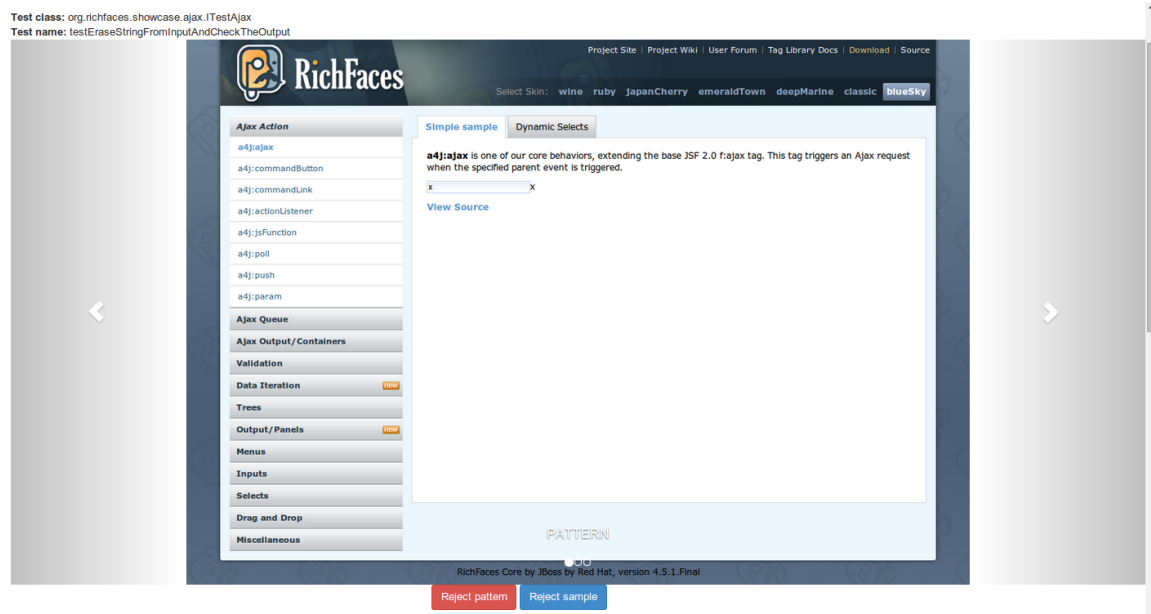 Test class: org.richfaces.showcase.ajax.ITestAjax
Test name: testEraseStringFromInputAndCheckTheOutput
Project Site | Project Wiki | User Forum | Tag Library Docs | Download | Source
RichFaces
Select Skin: wine ruby japanCherry emeraldTown deepMarine classic blueSky
Ajax Action
a4j:ajax
a4j:commandButton
a4j:commandLink
a4j:actionListener
a4j:jsFunction
a4j:poll
a4j:push
a4j:param
Ajax Queue
Ajax Output/Containers
Validation
Data Iteration new
Trees
Output/Panels new
Menus
Inputs
Selects
Drag and Drop
Miscellaneous
Simple sample Dynamic Selects
a4j:ajax is one of our core behaviors, extending the base JSF 2.0 f:ajax tag. This tag triggers an Ajax request
when the specified parent event is triggered.
x x
View Source
PATTERN
RichFaces Core by JBoss by Red Hat, version 4.5.1.Final
Reject pattern Reject sample